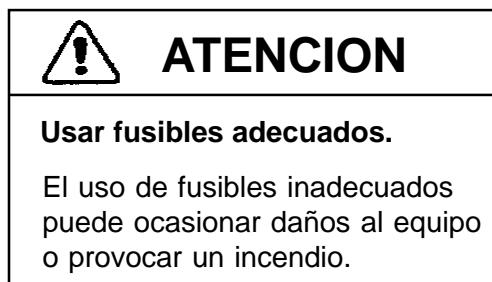 ATENCION
Usar fusibles adecuados.
El uso de fusibles inadecuados
puede ocasionar daños al equipo
o provocar un incendio.